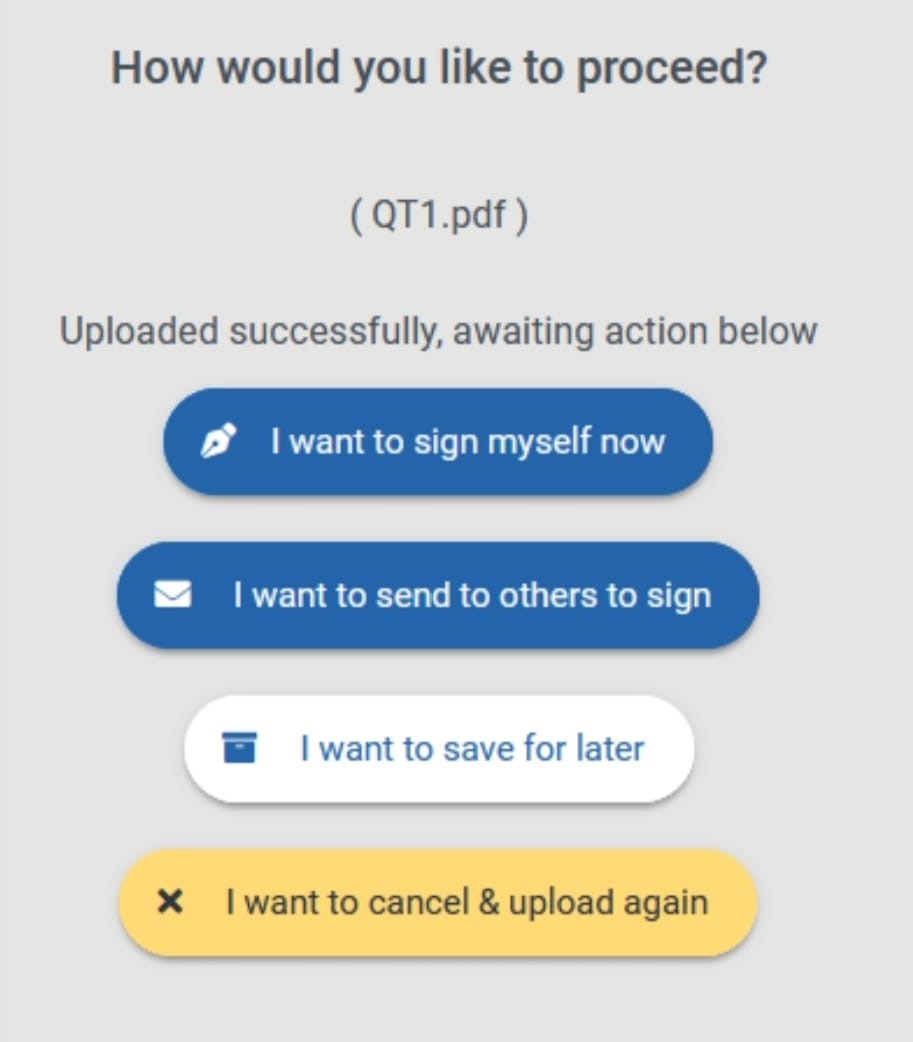 How would you like to proceed?
( QT1.pdf )
Uploaded successfully, awaiting action below
I want to sign myself now
I want to send to others to sign
I want to save for later
I want to cancel & upload again